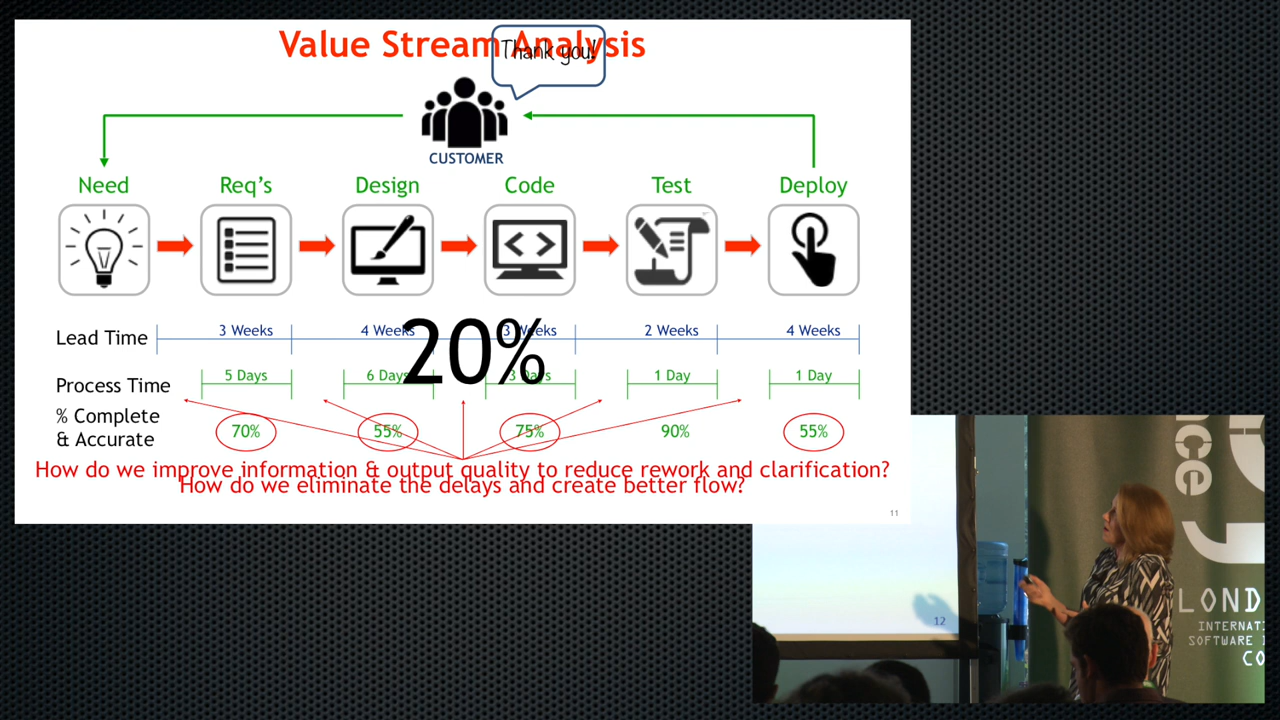 Value Stream Analysis
Thank you!
CUSTOMER
Need Req's Design Code Test Deploy
Lead Time 3 Weeks 4 Weeks 3 Weeks 2 Weeks 4 Weeks
20%
Process Time 5 Days 6 Days 3 Days 1 Day 1 Day
% Complete
& Accurate 70% 55% 75% 90% 55%
How do we improve information & output quality to reduce rework and clarification?
How do we eliminate the delays and create better flow?
11
12
nce
LOND
INTERNATI
SOFTWARE
CO